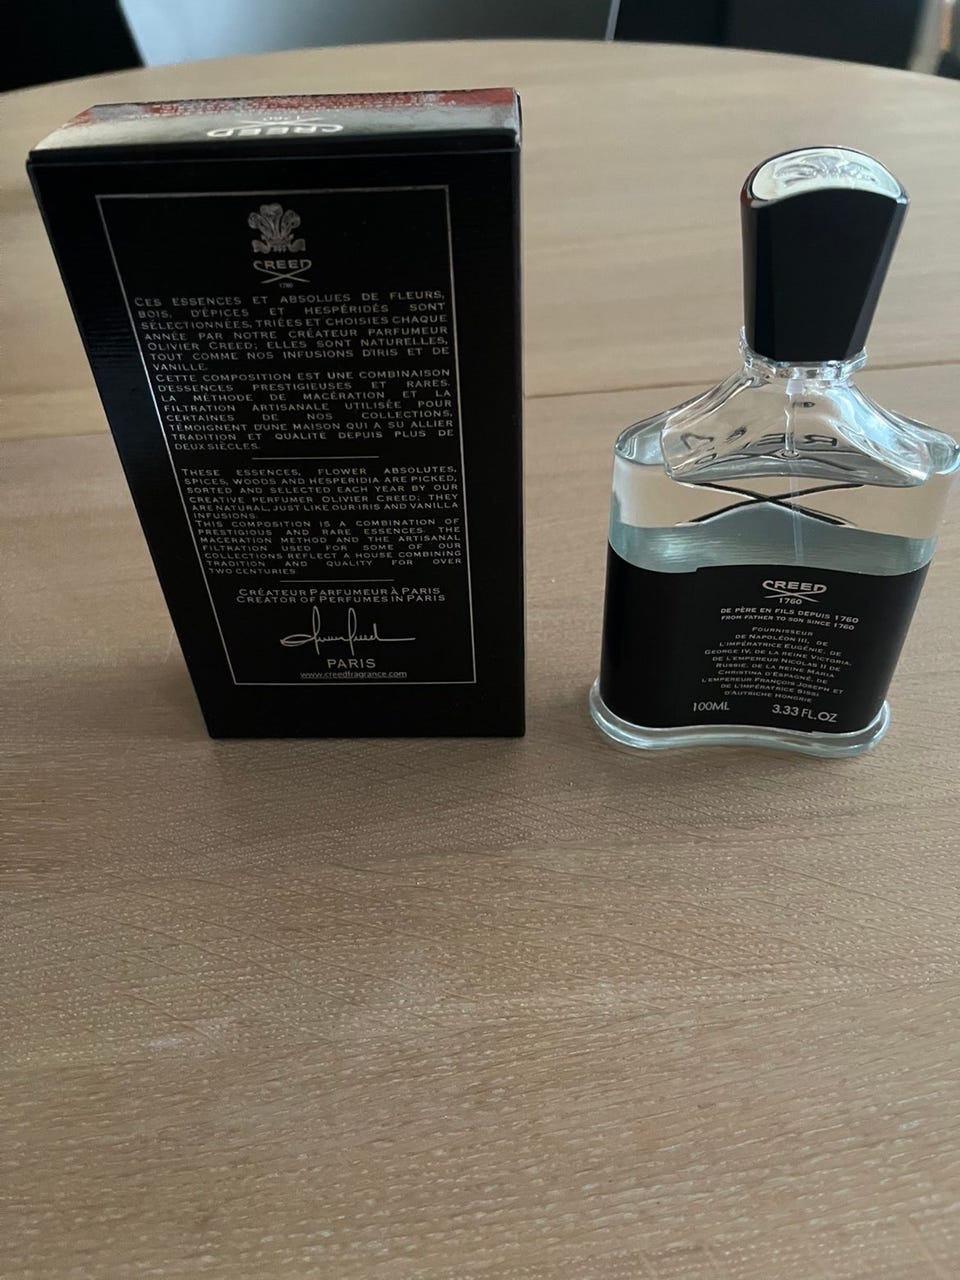 CREED
1760
CREED
1760
CES ESSENCES ET ABSOLUES DE FLEURS,
BOIS, D'ÉPICES ET HESPÉRIDÉS SONT
SÉLECTIONNÉES, TRIÉES ET CHOISIES CHAQUE
ANNÉE PAR NOTRE CRÉATEUR PARFUMEUR
OLIVIER CREED; ELLES SONT NATURELLES,
TOUT COMME NOS INFUSIONS D'IRIS ET DE
VANILLE.
CETTE COMPOSITION EST UNE COMBINAISON
D'ESSENCES PRESTIGIEUSES ET RARES.
LA MÉTHODE DE MACÉRATION ET LA
FILTRATION ARTISANALE UTILISÉE POUR
CERTAINES DE NOS COLLECTIONS,
TÉMOIGNENT D'UNE MAISON QUI A SU ALLIER
TRADITION ET QUALITÉ DEPUIS PLUS DE
DEUX SIÈCLES.
THESE ESSENCES, FLOWER ABSOLUTES,
SPICES, WOODS AND HESPERIDIA ARE PICKED,
SORTED AND SELECTED EACH YEAR BY OUR
CREATIVE PERFUMER OLIVIER CREED; THEY
ARE NATURAL, JUST LIKE OUR IRIS AND VANILLA
INFUSIONS.
THIS COMPOSITION IS A COMBINATION OF
PRESTIGIOUS AND RARE ESSENCES. THE
MACERATION METHOD AND THE ARTISANAL
FILTRATION USED FOR SOME OF OUR
COLLECTIONS REFLECT A HOUSE COMBINING
TRADITION AND QUALITY FOR OVER
TWO CENTURIES.
CRÉATEUR PARFUMEUR À PARIS
CREATOR OF PERFUMES IN PARIS
PARIS
www.creedfragrance.com
CREED
1760
DE PÈRE EN FILS DEPUIS 1760
FROM FATHER TO SON SINCE 1760
FOURNISSEUR
DE NAPOLÉON III, DE
L'IMPÉRATRICE EUGÉNIE, DE
GEORGE IV, DE LA REINE VICTORIA,
DE L'EMPEREUR NICOLAS II DE
RUSSIE, DE LA REINE MARIA
CHRISTINA D'ESPAGNE, DE
L'EMPEREUR FRANÇOIS JOSEPH ET
DE L'IMPÉRATRICE SISSI
D'AUTRICHE HONGRIE
100ML 3.33 FL.OZ